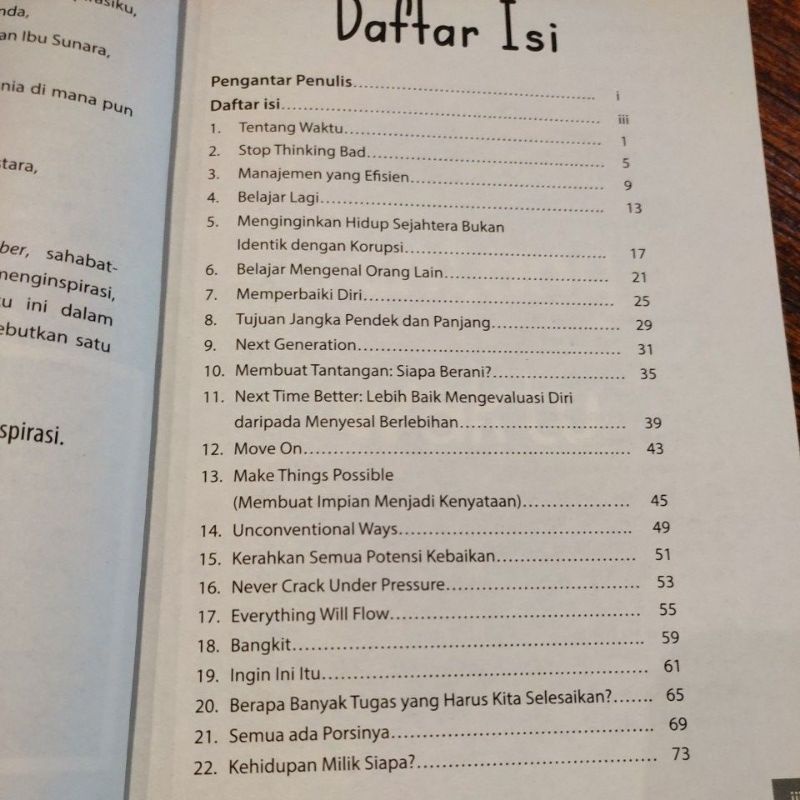 nda,
an Ibu Sunara,
nia di mana pun
stara,
ber, sahabat-
menginspirasi,
u ini dalam
ebutkan satu
spirasi.
Daftar Isi
Pengantar Penulis.......................................................... i
Daftar isi.......................................................... iii
1. Tentang Waktu.......................................................... 1
2. Stop Thinking Bad.......................................................... 5
3. Manajemen yang Efisien.......................................................... 9
4. Belajar Lagi.......................................................... 13
5. Menginginkan Hidup Sejahtera Bukan
Identik dengan Korupsi.......................................................... 17
6. Belajar Mengenal Orang Lain.......................................................... 21
7. Memperbaiki Diri.......................................................... 25
8. Tujuan Jangka Pendek dan Panjang............................ 29
9. Next Generation.......................................................... 31
10. Membuat Tantangan: Siapa Berani?............................ 35
11. Next Time Better: Lebih Baik Mengevaluasi Diri
daripada Menyesal Berlebihan.................................... 39
12. Move On.......................................................... 43
13. Make Things Possible
(Membuat Impian Menjadi Kenyataan)...................... 45
14. Unconventional Ways.................................................. 49
15. Kerahkan Semua Potensi Kebaikan............................ 51
16. Never Crack Under Pressure...................................... 53
17. Everything Will Flow.................................................. 55
18. Bangkit.......................................................... 59
19. Ingin Ini Itu.......................................................... 61
20. Berapa Banyak Tugas yang Harus Kita Selesaikan?....... 65
21. Semua ada Porsinya.................................................. 69
22. Kehidupan Milik Siapa?.............................................. 73